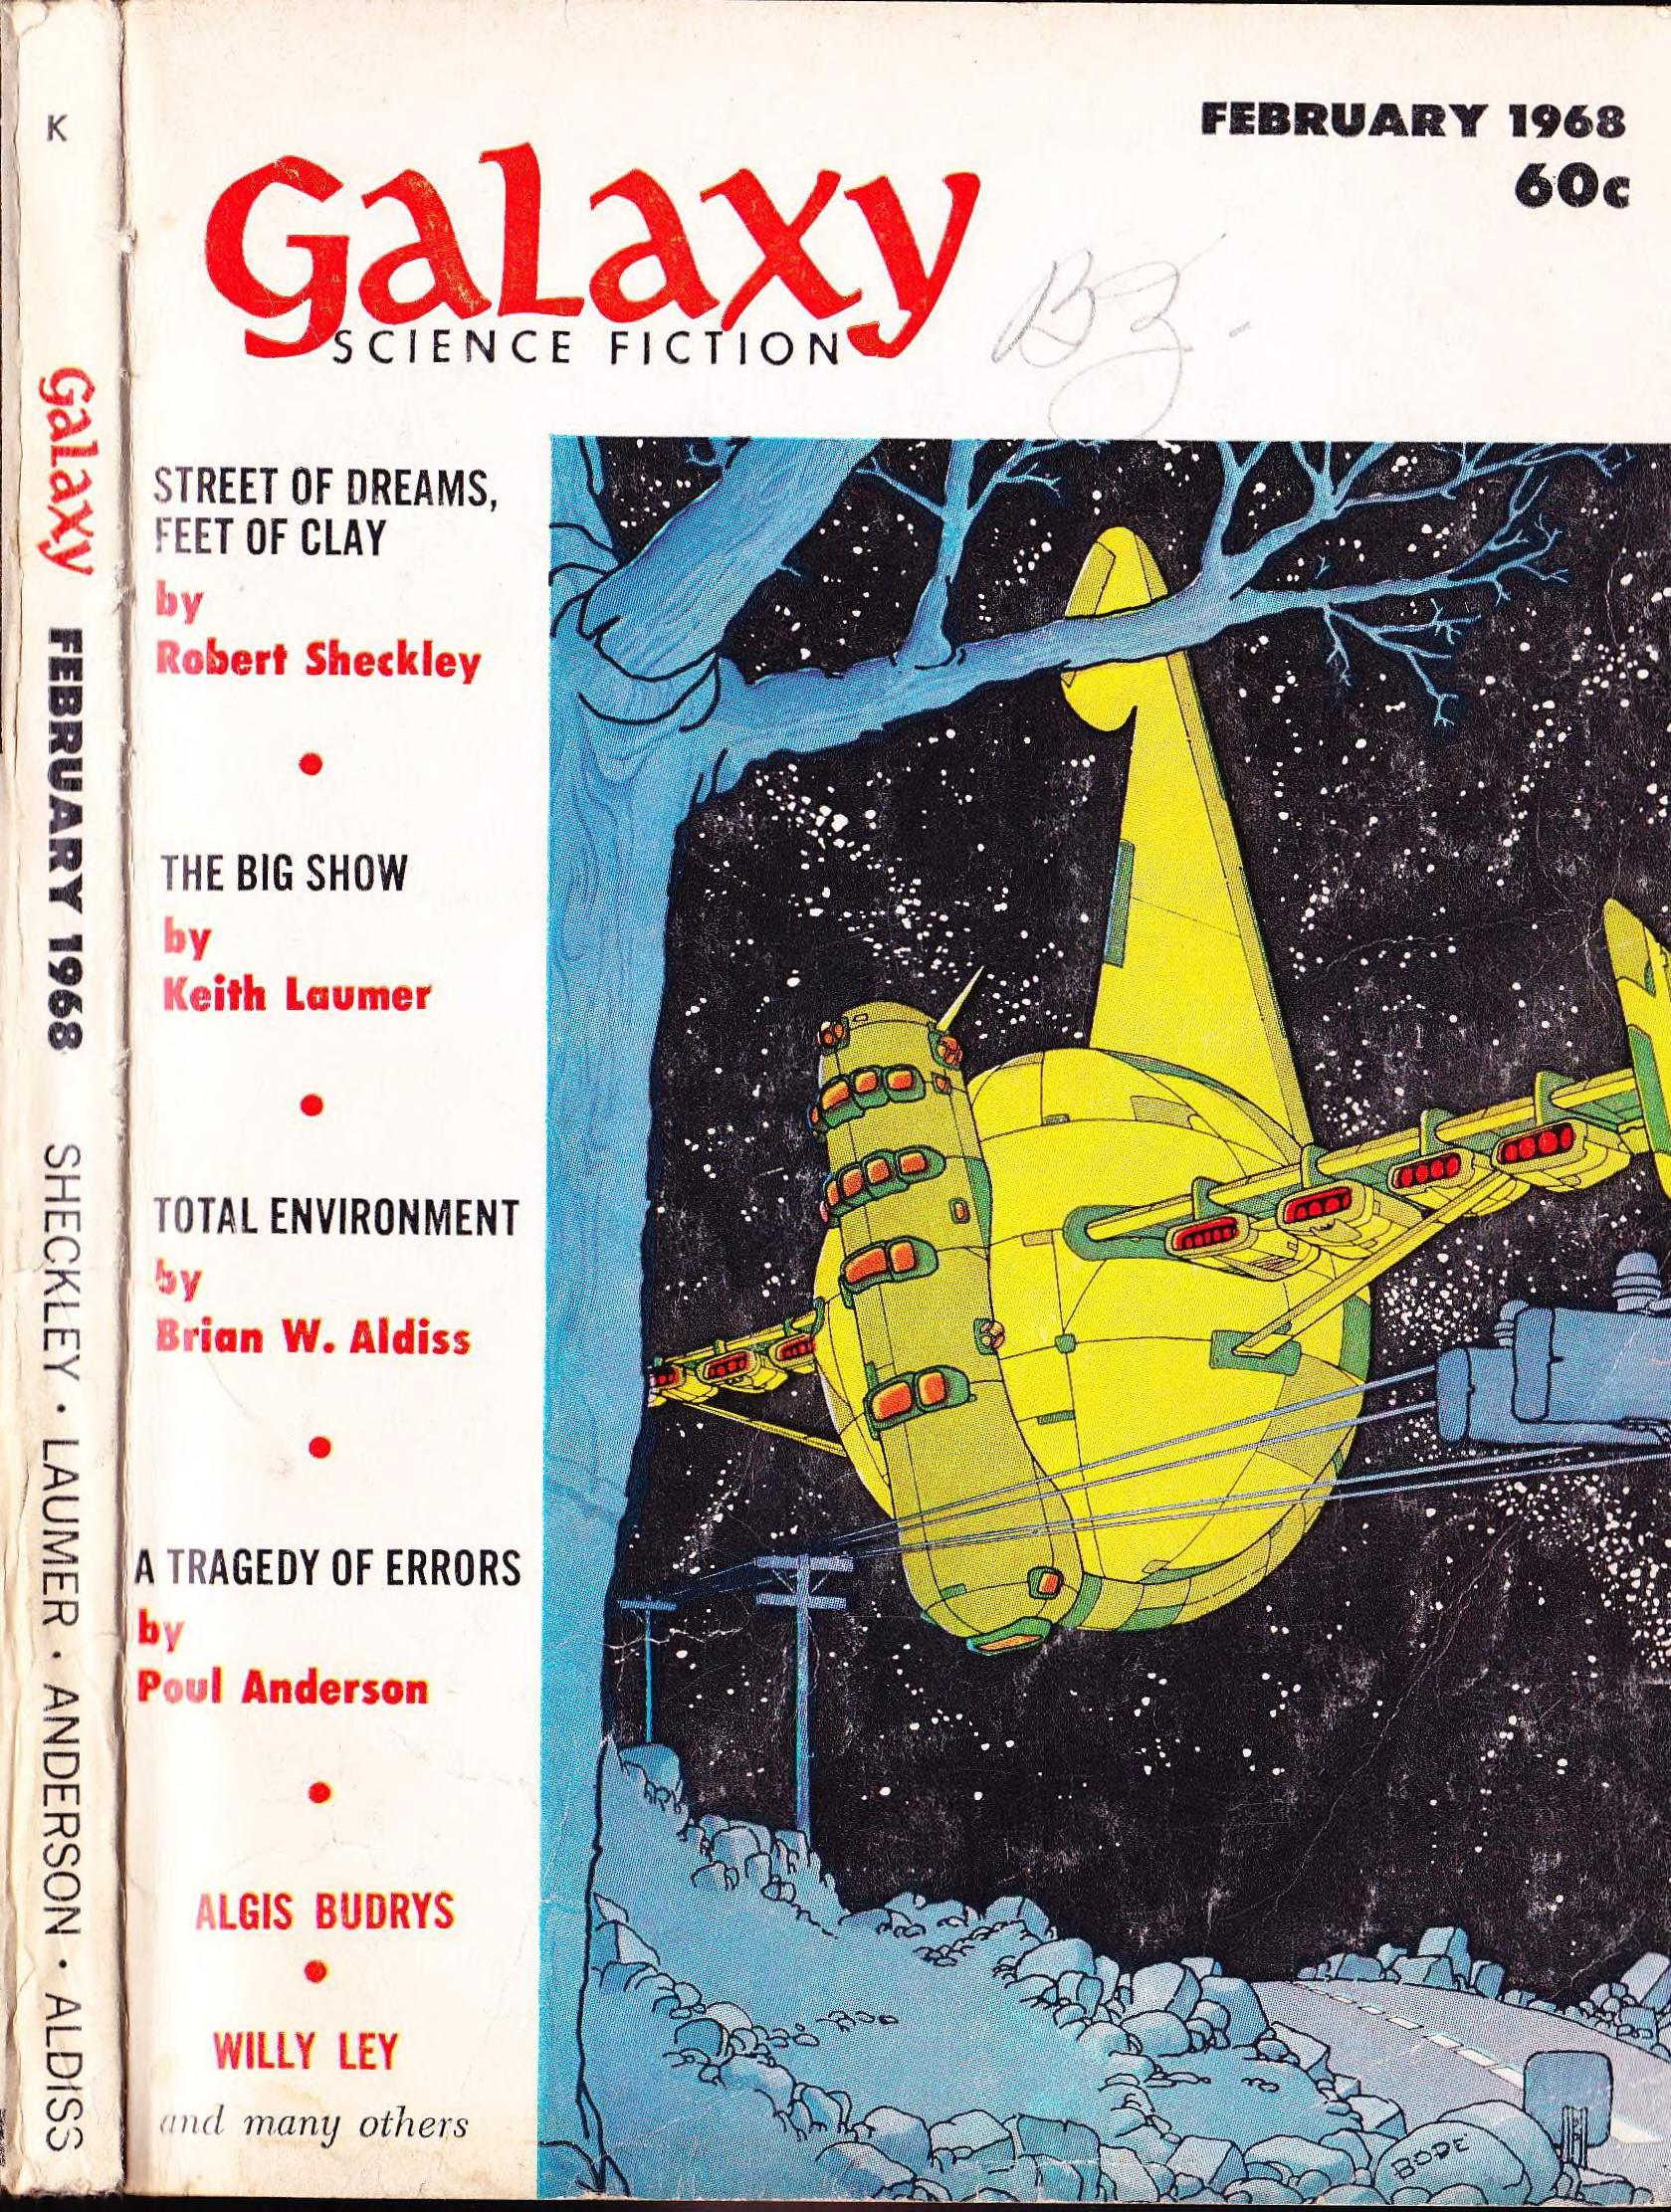 K
Galaxy FEBRUARY 1968 SHECKLEY • LAUMER • ANDERSON • ALDISS
FEBRUARY 1968
60c
Galaxy
SCIENCE FICTION
STREET OF DREAMS,
FEET OF CLAY
by
Robert Sheckley
THE BIG SHOW
by
Keith Laumer
TOTAL ENVIRONMENT
by
Brian W. Aldiss
A TRAGEDY OF ERRORS
by
Poul Anderson
ALGIS BUDRYS
WILLY LEY
and many others
BODE